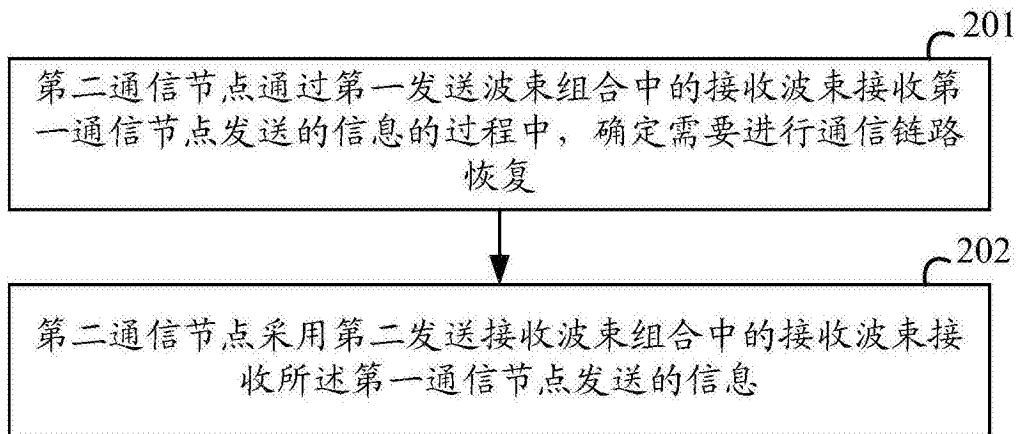 201
第二通信节点通过第一发送波束组合中的接收波束接收第
一通信节点发送的信息的过程中，确定需要进行通信链路
恢复
202
第二通信节点采用第二发送接收波束组合中的接收波束接
收所述第一通信节点发送的信息